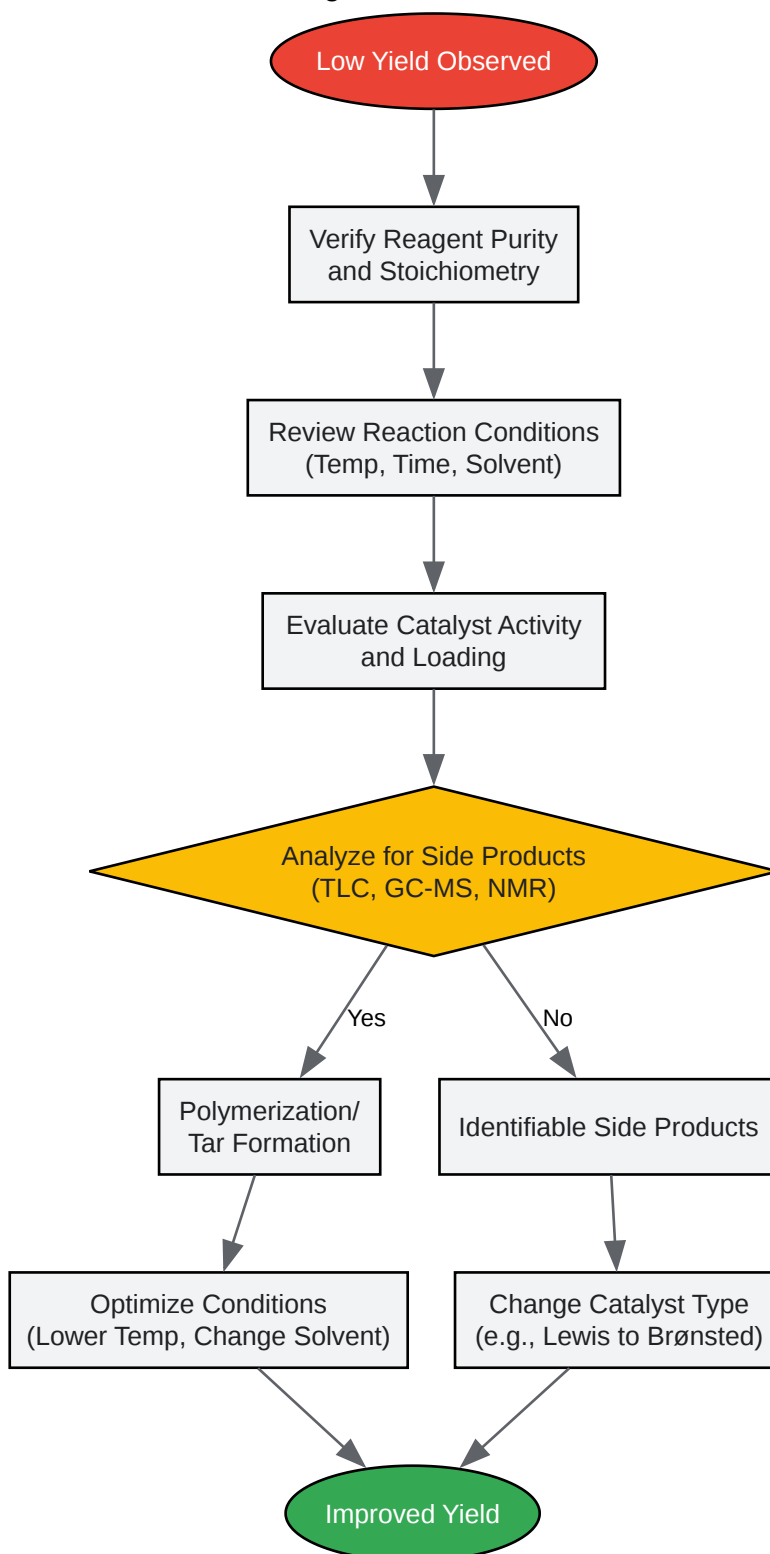 Low Yield Observed
Verify Reagent Purity
and Stoichiometry
Review Reaction Conditions
(Temp, Time, Solvent)
Evaluate Catalyst Activity
and Loading
Analyze for Side Products
(TLC, GC-MS, NMR)
Yes
No
Polymerization/
Tar Formation
Identifiable Side Products
Optimize Conditions
(Lower Temp, Change Solvent)
Change Catalyst Type
(e.g., Lewis to Brønsted)
Improved Yield